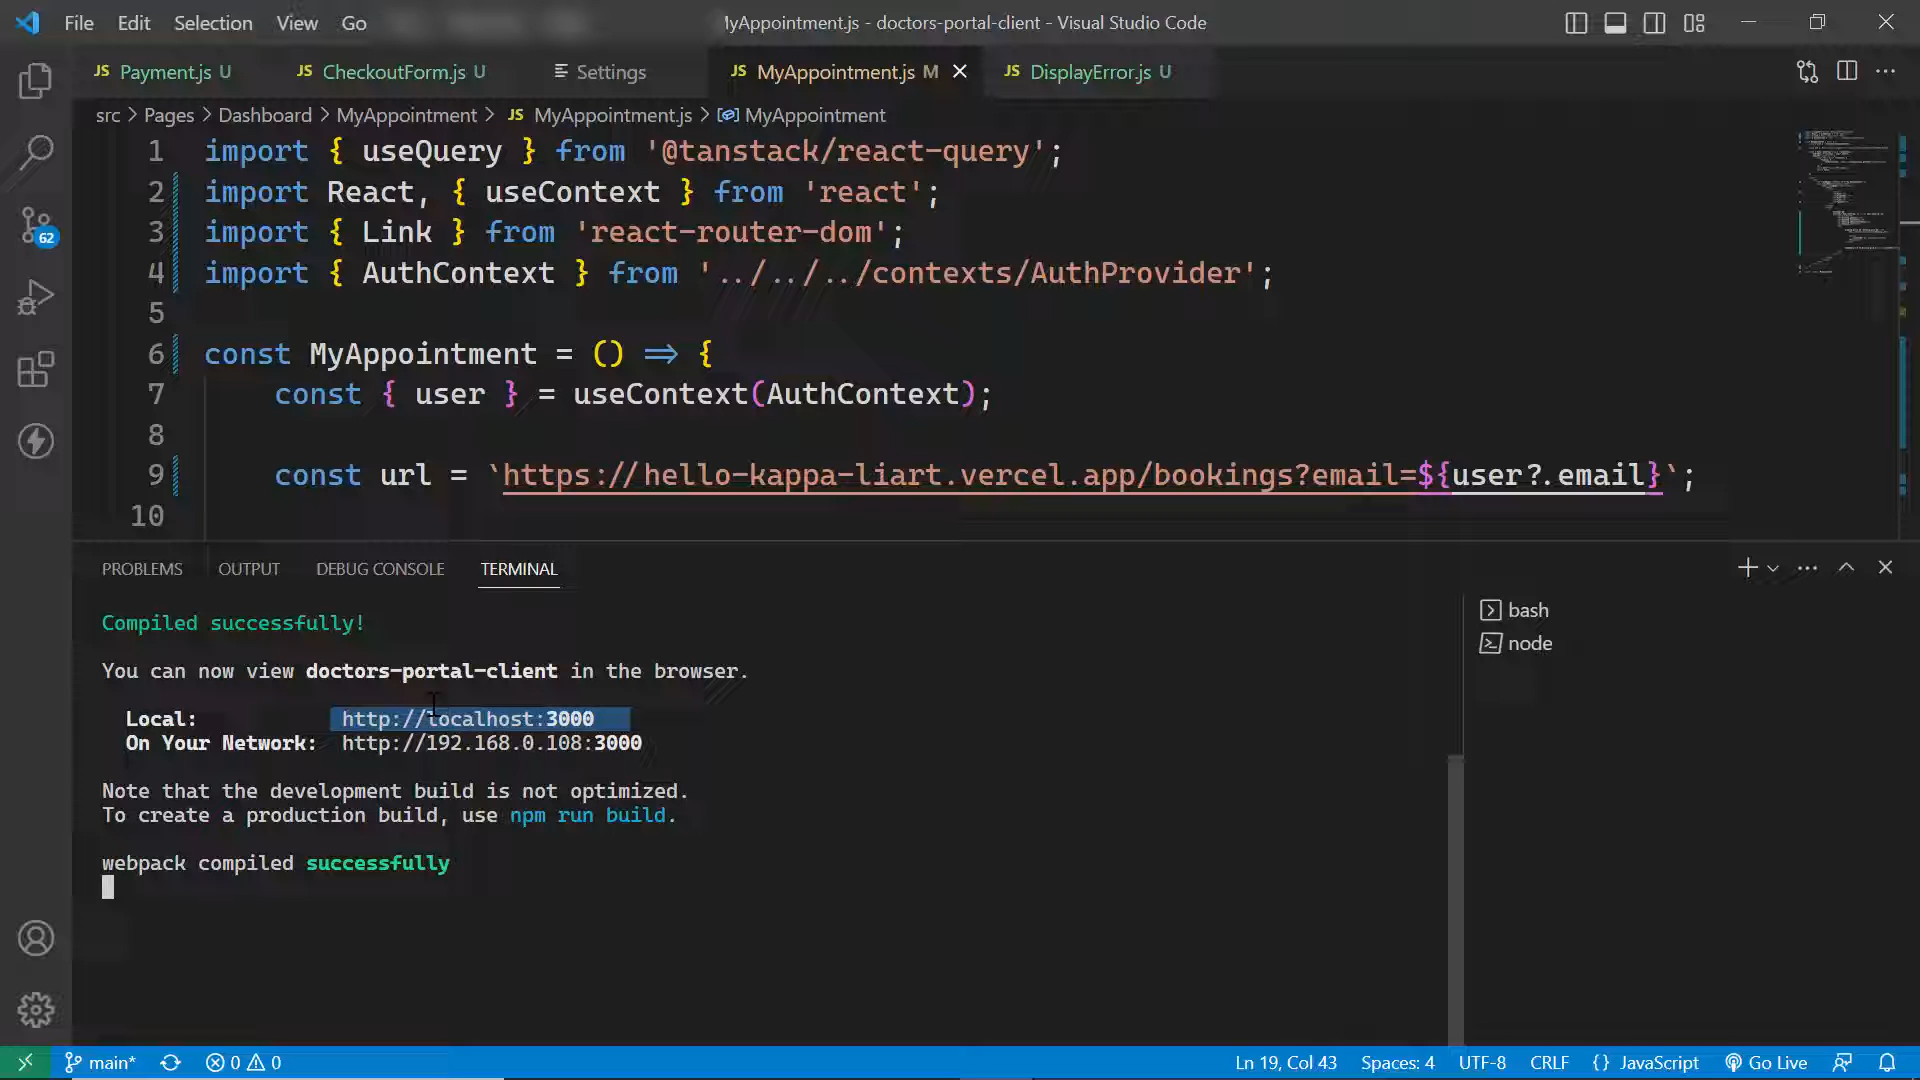 File Edit Selection View Go MyAppointment.js - doctors-portal-client - Visual Studio Code
JS Payment.js U JS CheckoutForm.js U Settings JS MyAppointment.js M JS DisplayError.js U
src > Pages > Dashboard > MyAppointment > JS MyAppointment.js > MyAppointment
1 import { useQuery } from '@tanstack/react-query';
2 import React, { useContext } from 'react';
3 import { Link } from 'react-router-dom';
4 import { AuthContext } from '../../../contexts/AuthProvider';
5
6 const MyAppointment = () => {
7 const { user } = useContext(AuthContext);
8
9 const url = `https://hello-kappa-liart.vercel.app/bookings?email=${user?.email}`;
10
62
PROBLEMS OUTPUT DEBUG CONSOLE TERMINAL
Compiled successfully!
You can now view doctors-portal-client in the browser.
Local: http://localhost:3000
On Your Network: http://192.168.0.108:3000
Note that the development build is not optimized.
To create a production build, use npm run build.
webpack compiled successfully
bash
node
main* 0 0 Ln 19, Col 43 Spaces: 4 UTF-8 CRLF {} JavaScript Go Live